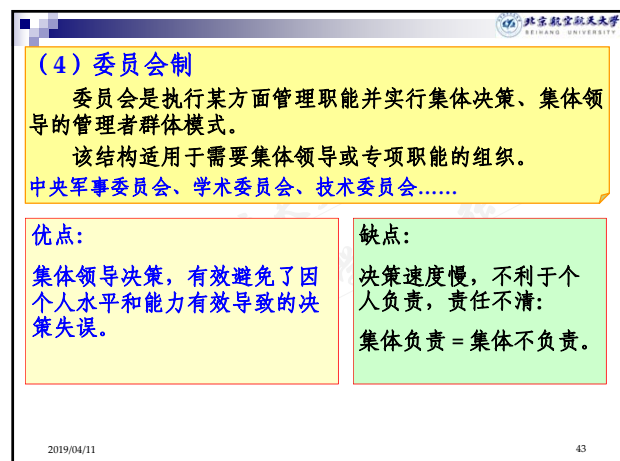 北京航空航天大学
BEIHANG UNIVERSITY
（4）委员会制
委员会是执行某方面管理职能并实行集体决策、集体领
导的管理者群体模式。
该结构适用于需要集体领导或专项职能的组织。
中央军事委员会、学术委员会、技术委员会……
优点：
集体领导决策，有效避免了因
个人水平和能力有效导致的决
策失误。
缺点：
决策速度慢，不利于个
人负责，责任不清：
集体负责 = 集体不负责。
2019/04/11
43